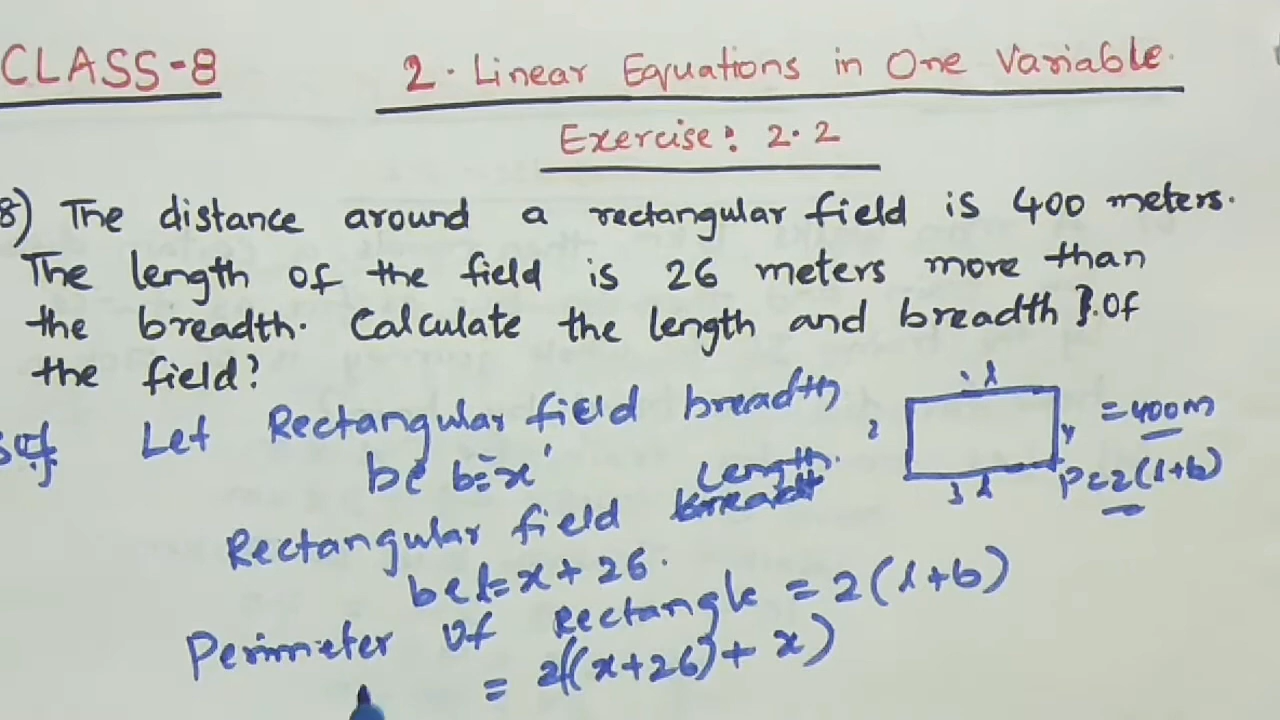 CLASS-8
2. Linear Equations in One Variable.
Exercise: 2.2
8) The distance around a rectangular field is 400 meters.
The length of the field is 26 meters more than
the breadth. Calculate the length and breadth of
the field?
Sol Let Rectangular field breadth
be b=x
Rectangular field length
be l=x+26.
= 400m
P=2(l+b)
Perimeter of Rectangle = 2(l+b)
= 2((x+26)+x)